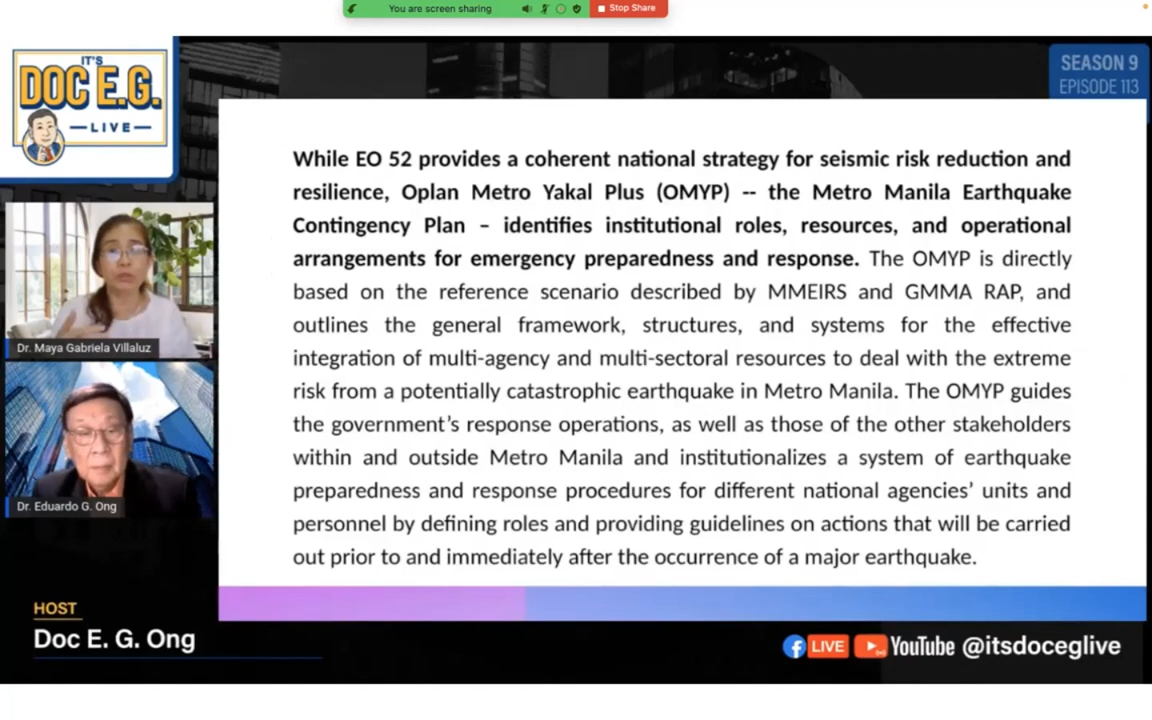 You are screen sharing
Stop Share
IT'S
DOC E.G.
LIVE
SEASON 9
EPISODE 113
While EO 52 provides a coherent national strategy for seismic risk reduction and
resilience, Oplan Metro Yakal Plus (OMYP) -- the Metro Manila Earthquake
Contingency Plan – identifies institutional roles, resources, and operational
arrangements for emergency preparedness and response. The OMYP is directly
based on the reference scenario described by MMEIRS and GMMA RAP, and
outlines the general framework, structures, and systems for the effective
integration of multi-agency and multi-sectoral resources to deal with the extreme
risk from a potentially catastrophic earthquake in Metro Manila. The OMYP guides
the government’s response operations, as well as those of the other stakeholders
within and outside Metro Manila and institutionalizes a system of earthquake
preparedness and response procedures for different national agencies’ units and
personnel by defining roles and providing guidelines on actions that will be carried
out prior to and immediately after the occurrence of a major earthquake.
Dr. Maya Gabriela Villaluz
Dr. Eduardo G. Ong
HOST
Doc E. G. Ong
LIVE YouTube @itsdoceglive